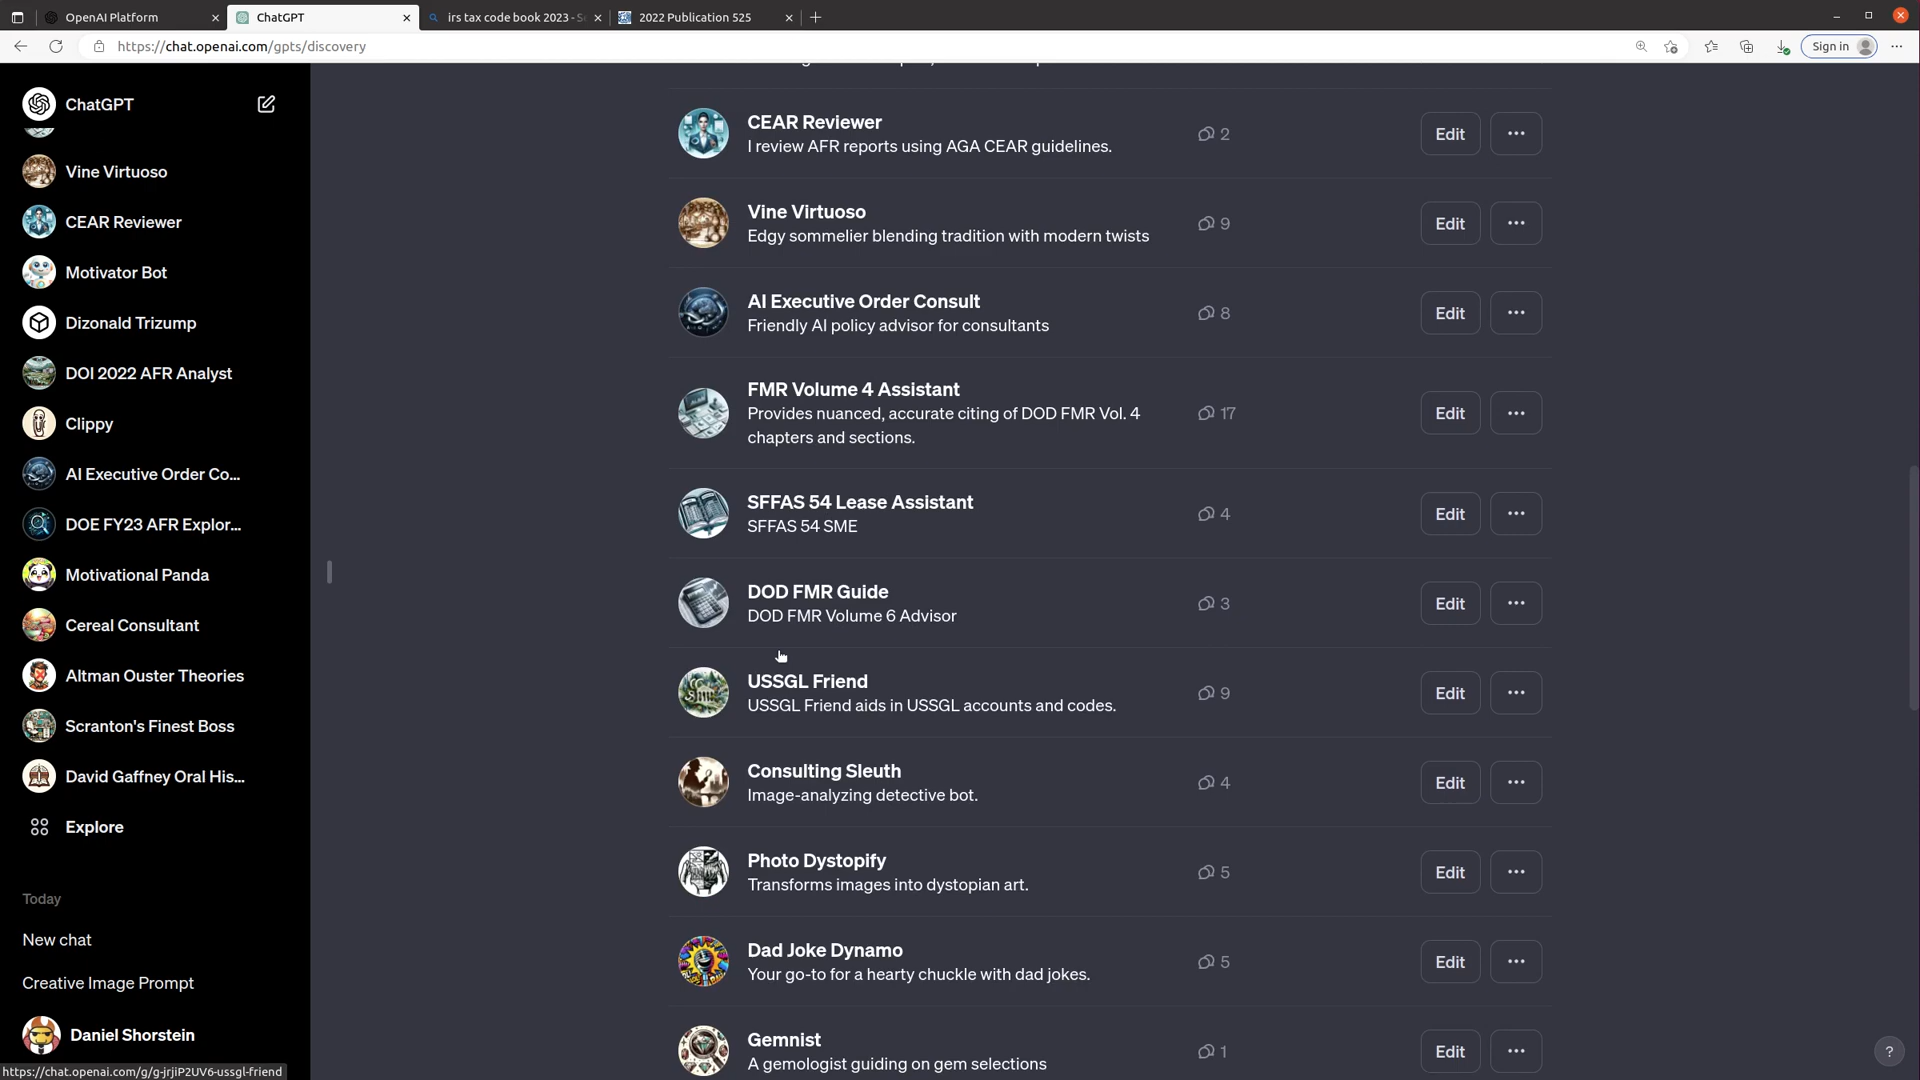 OpenAI Platform
ChatGPT
irs tax code book 2023 - S
2022 Publication 525
https://chat.openai.com/gpts/discovery
Sign in
ChatGPT
Vine Virtuoso
CEAR Reviewer
Motivator Bot
Dizonald Trizump
DOI 2022 AFR Analyst
Clippy
AI Executive Order Co...
DOE FY23 AFR Explor...
Motivational Panda
Cereal Consultant
Altman Ouster Theories
Scranton's Finest Boss
David Gaffney Oral His...
Explore
Today
New chat
Creative Image Prompt
Daniel Shorstein
https://chat.openai.com/g/g-jrjiP2UV6-ussgl-friend
CEAR Reviewer
I review AFR reports using AGA CEAR guidelines.
2
Edit
Vine Virtuoso
Edgy sommelier blending tradition with modern twists
9
Edit
AI Executive Order Consult
Friendly AI policy advisor for consultants
8
Edit
FMR Volume 4 Assistant
Provides nuanced, accurate citing of DOD FMR Vol. 4
chapters and sections.
17
Edit
SFFAS 54 Lease Assistant
SFFAS 54 SME
4
Edit
DOD FMR Guide
DOD FMR Volume 6 Advisor
3
Edit
USSGL Friend
USSGL Friend aids in USSGL accounts and codes.
9
Edit
Consulting Sleuth
Image-analyzing detective bot.
4
Edit
Photo Dystopify
Transforms images into dystopian art.
5
Edit
Dad Joke Dynamo
Your go-to for a hearty chuckle with dad jokes.
5
Edit
Gemnist
A gemologist guiding on gem selections
1
Edit
?